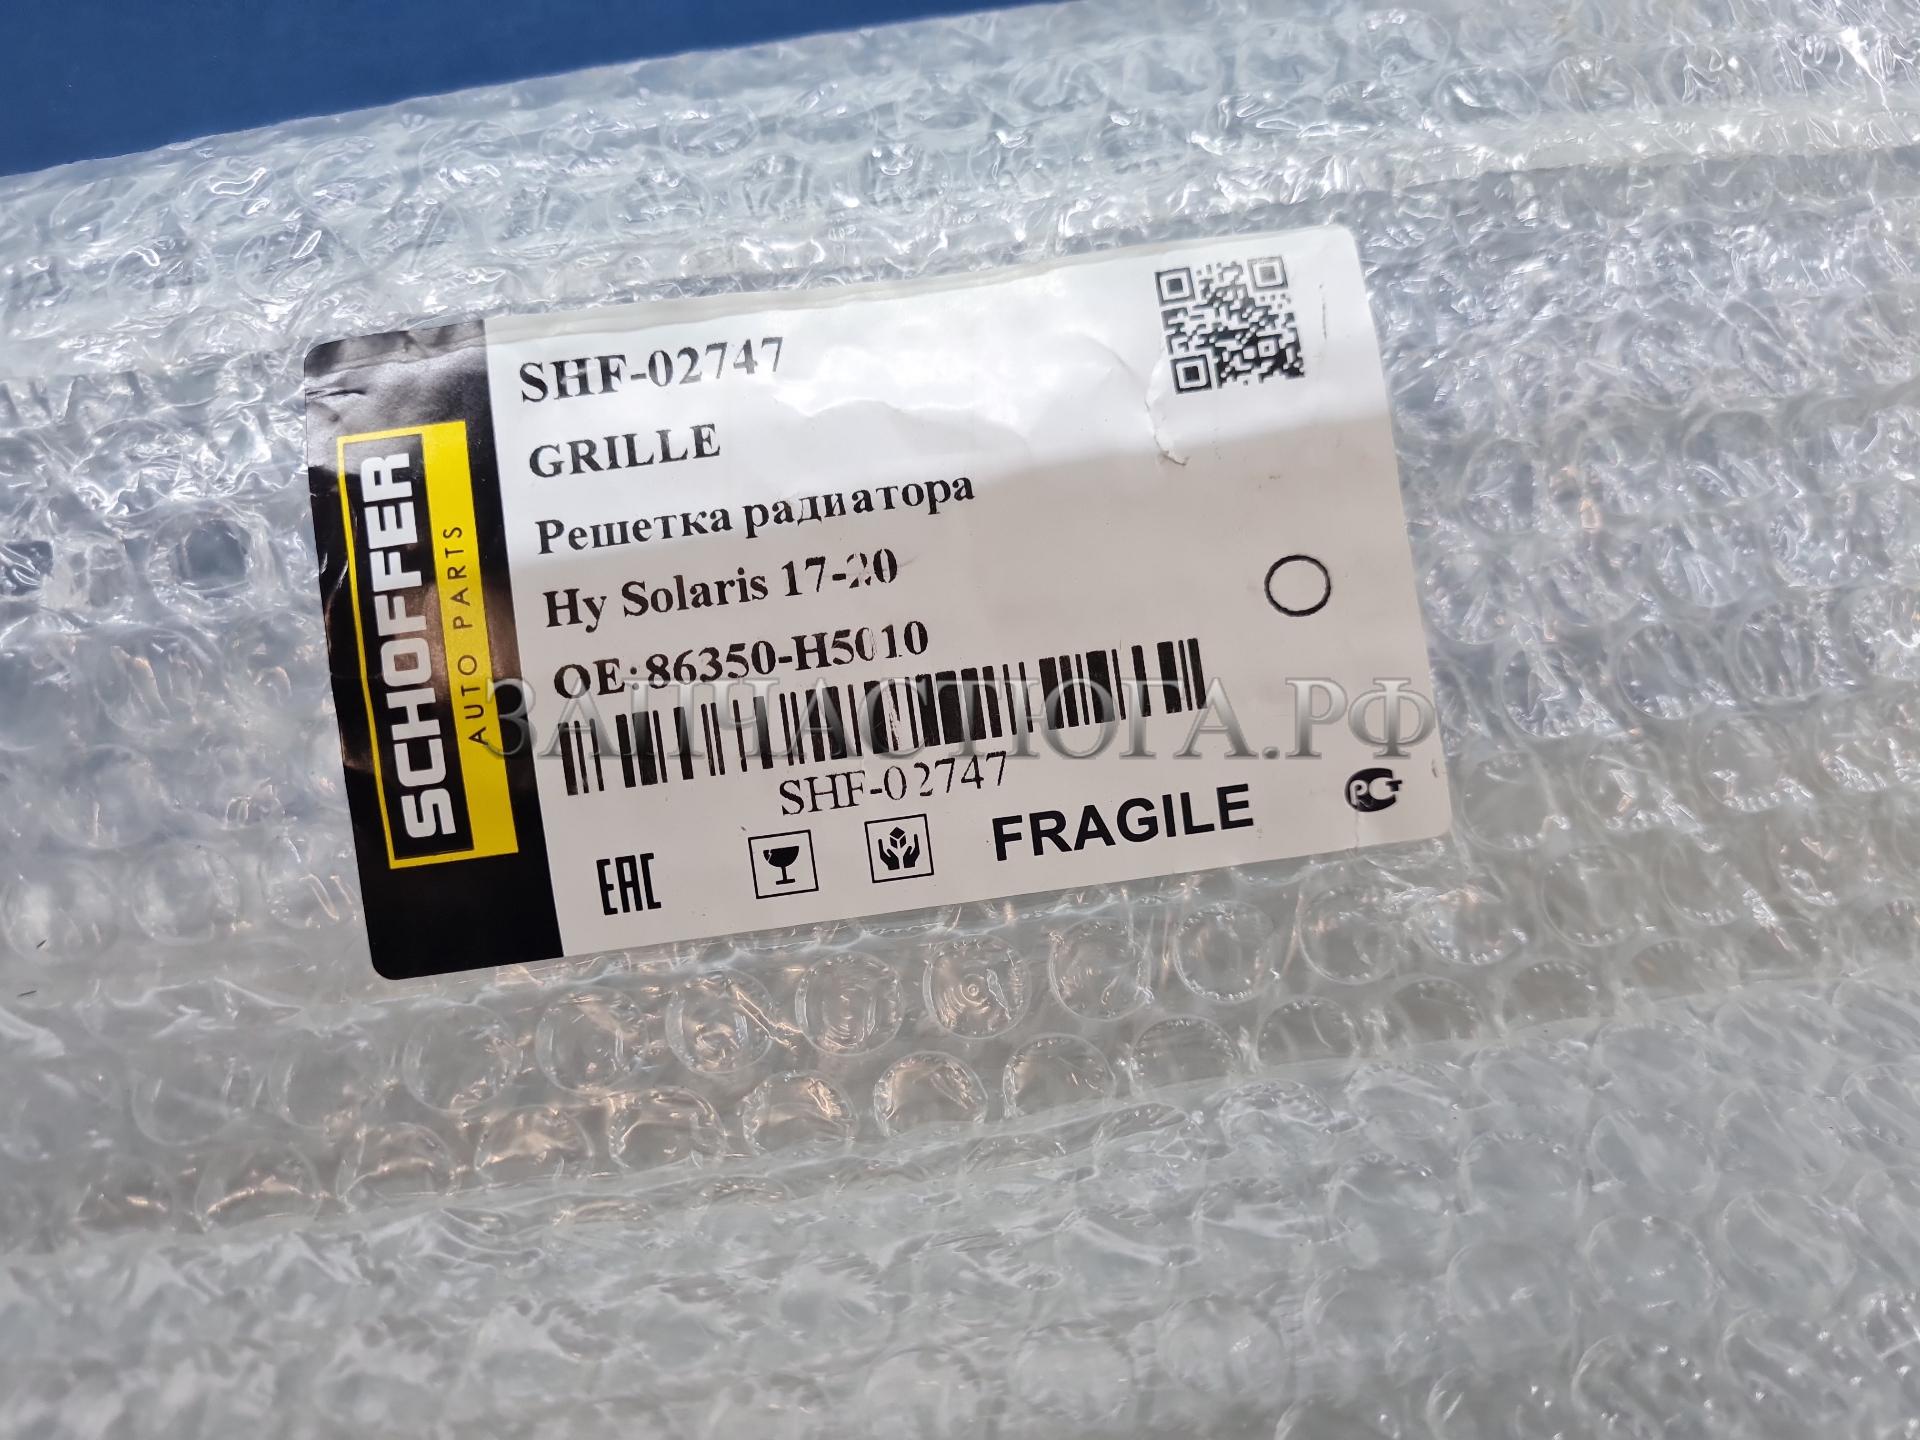 SCHOFFER
AUTO PARTS
SHF-02747
GRILLE
Решетка радиатора
Hy Solaris 17-20
OE:86350-H5010
ЗАПЧАСТЮГА.РФ
SHF-02747
EAC
FRAGILE
РСТ